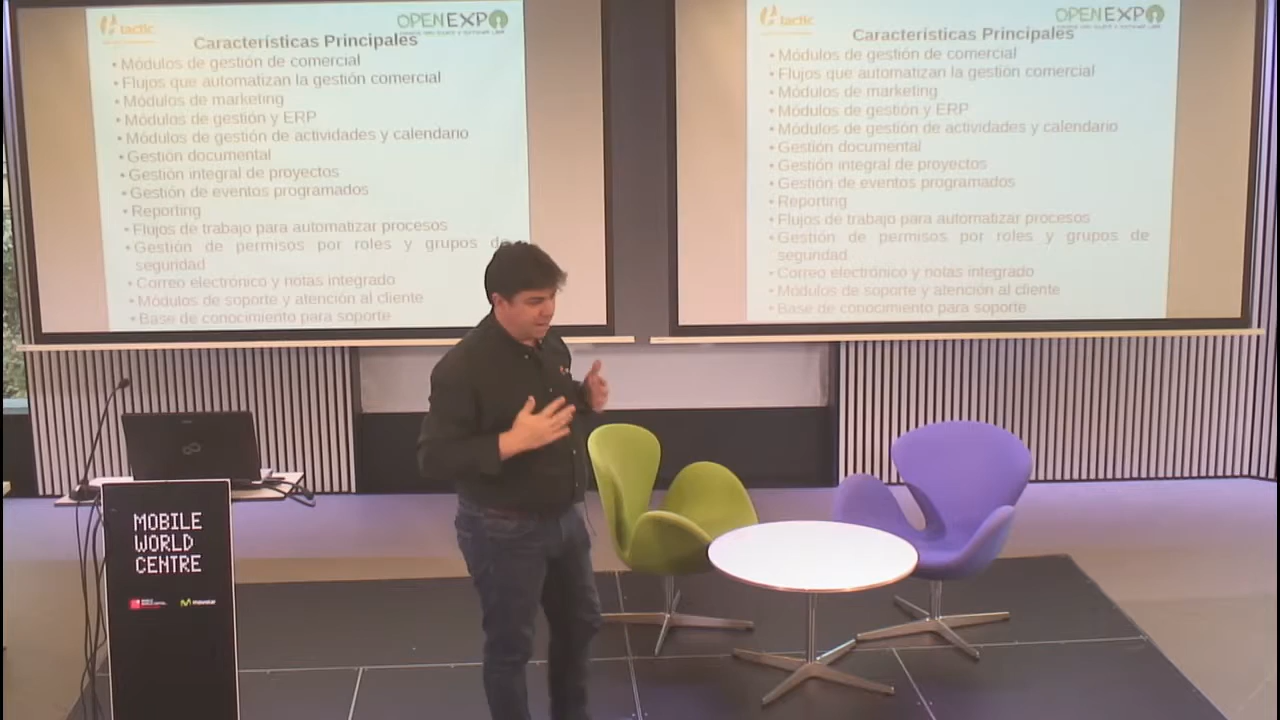 tactic
OPENEXPO
Características Principales
• Módulos de gestión de comercial
• Flujos que automatizan la gestión comercial
• Módulos de marketing
• Módulos de gestión y ERP
• Módulos de gestión de actividades y calendario
• Gestión documental
• Gestión integral de proyectos
• Gestión de eventos programados
• Reporting
• Flujos de trabajo para automatizar procesos
• Gestión de permisos por roles y grupos de
seguridad
• Correo electrónico y notas integrado
• Módulos de soporte y atención al cliente
• Base de conocimiento para soporte
tactic
OPENEXPO
Características Principales
• Módulos de gestión de comercial
• Flujos que automatizan la gestión comercial
• Módulos de marketing
• Módulos de gestión y ERP
• Módulos de gestión de actividades y calendario
• Gestión documental
• Gestión integral de proyectos
• Gestión de eventos programados
• Reporting
• Flujos de trabajo para automatizar procesos
• Gestión de permisos por roles y grupos de
seguridad
• Correo electrónico y notas integrado
• Módulos de soporte y atención al cliente
• Base de conocimiento para soporte
MOBILE
WORLD
CENTRE
movistar